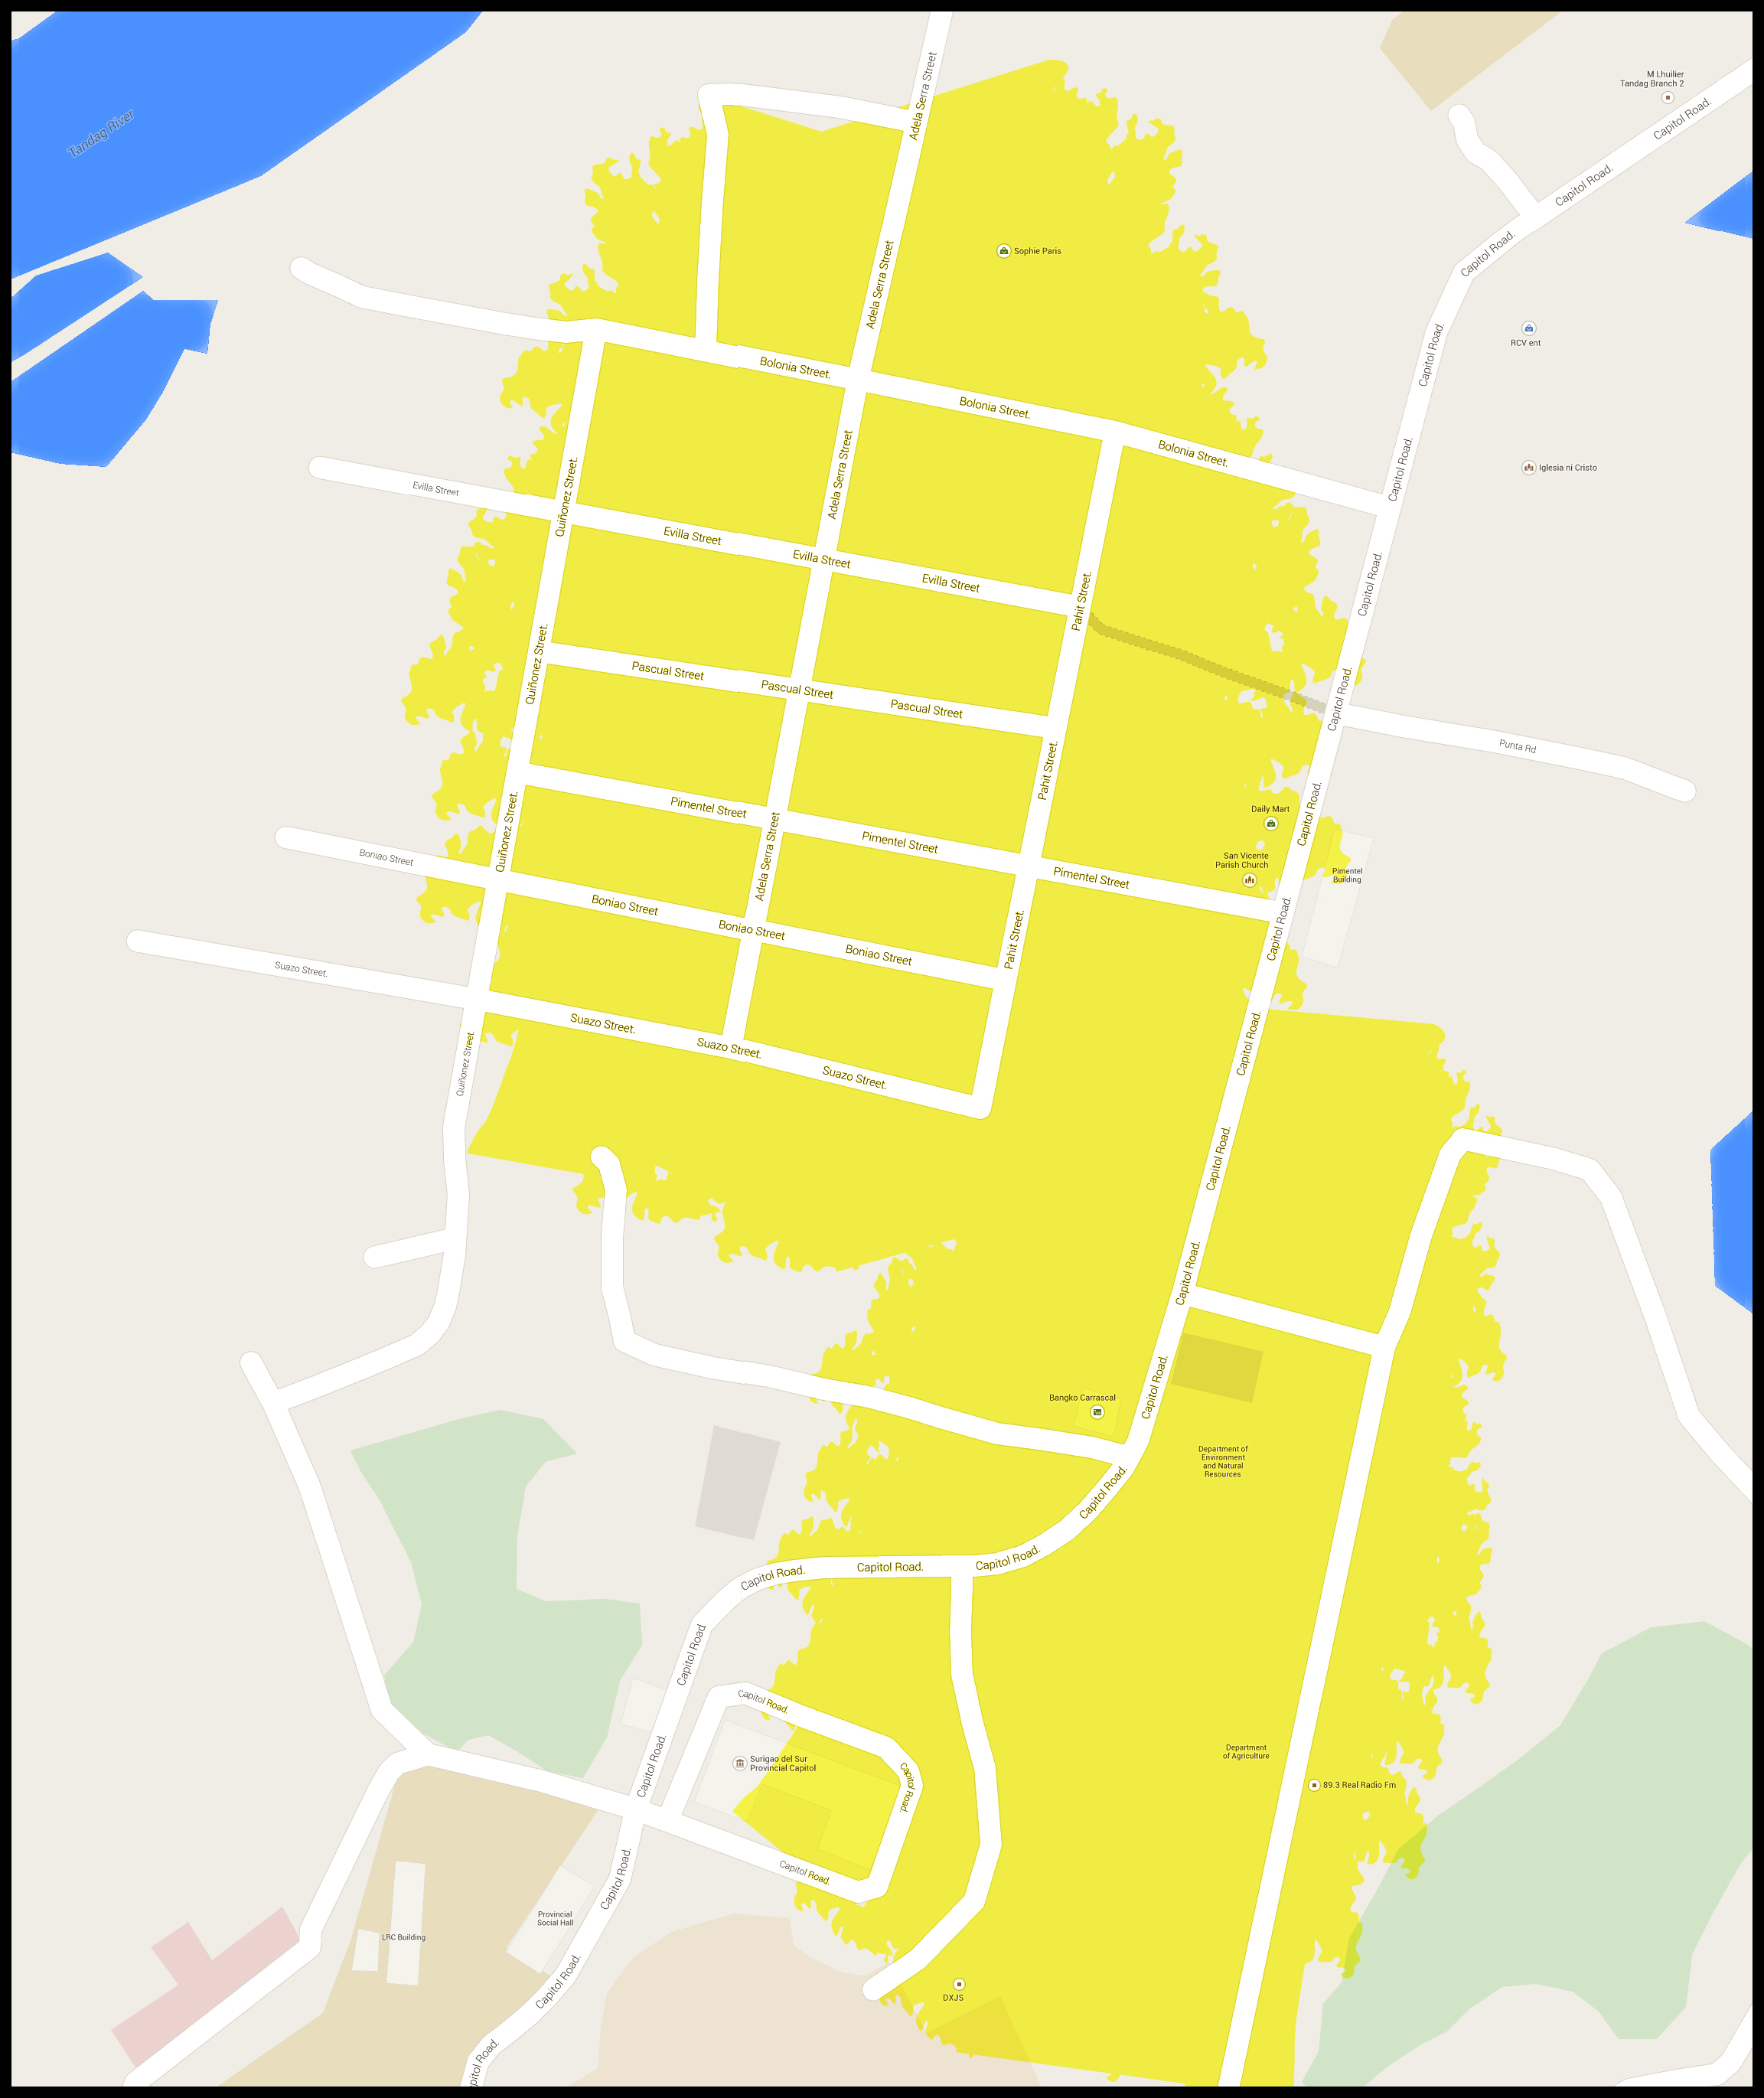 Adela Serra Street
M Lhuilier
Tandag Branch 2
Capitol Road.
Tandag River
Capitol Road.
Capitol Road.
Sophie Paris
Adela Serra Street
RCV ent
Capitol Road.
Bolonia Street.
Bolonia Street.
Bolonia Street.
Capitol Road.
Iglesia ni Cristo
Evilla Street
Quiñonez Street.
Adela Serra Street
Evilla Street
Evilla Street
Evilla Street
Capitol Road.
Pahit Street.
Quiñonez Street.
Pascual Street
Pascual Street
Pascual Street
Capitol Road.
Punta Rd
Pahit Street.
Pimentel Street
Daily Mart
Capitol Road.
Quiñonez Street.
Adela Serra Street
Pimentel Street
Boniao Street
San Vicente
Parish Church
Pimentel
Building
Pimentel Street
Boniao Street
Boniao Street
Boniao Street
Pahit Street.
Capitol Road.
Suazo Street.
Suazo Street.
Suazo Street.
Suazo Street.
Quiñonez Street.
Capitol Road.
Capitol Road.
Capitol Road.
Capitol Road.
Bangko Carrascal
Department of
Environment
and Natural
Resources
Capitol Road.
Capitol Road.
Capitol Road.
Capitol Road.
Capitol Road
Capitol Road.
Capitol Road.
Surigao del Sur
Provincial Capitol
Capitol Road.
Department
of Agriculture
89.3 Real Radio Fm
Capitol Road.
Capitol Road.
Provincial
Social Hall
LRC Building
Capitol Road.
DXJS
pitol Road.